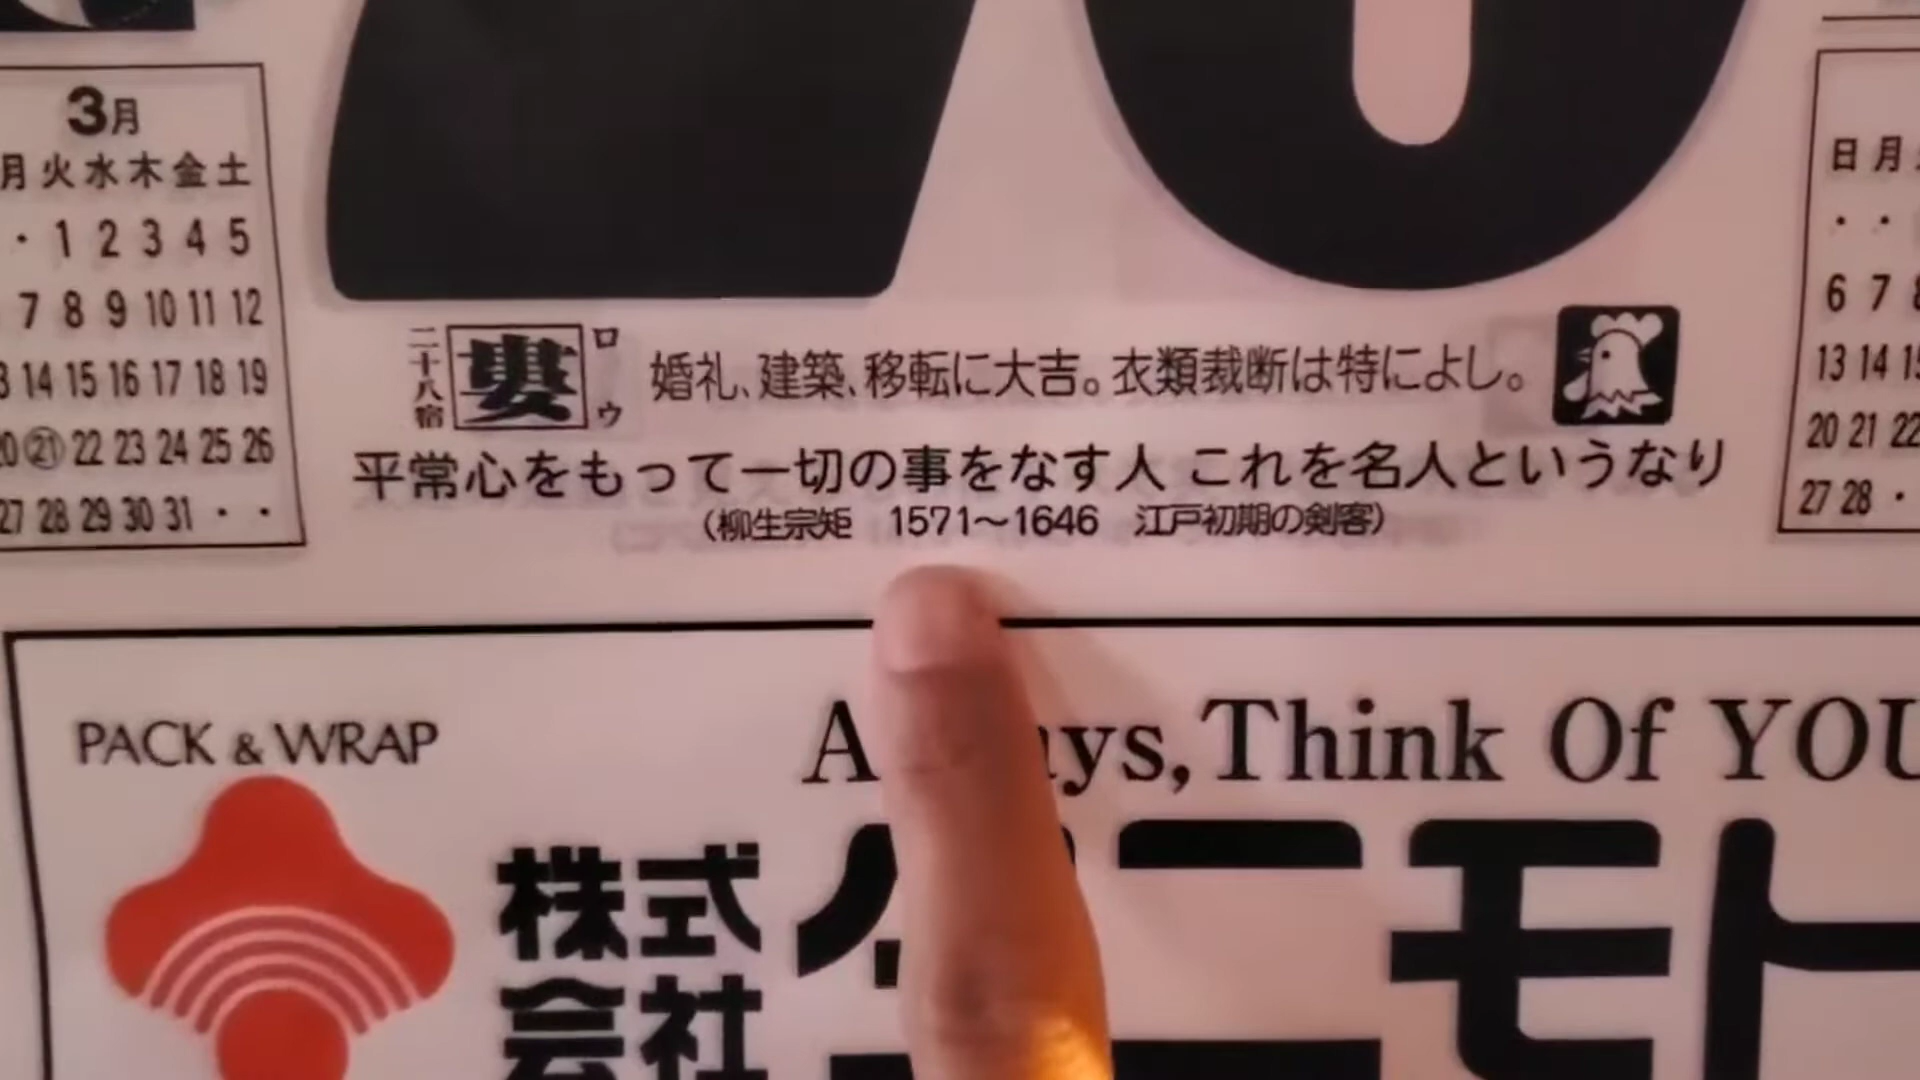 3月
月火水木金土
・ 1 2 3 4 5
7 8 9 10 11 12
14 15 16 17 18 19
㉑ 22 23 24 25 26
27 28 29 30 31 ・ ・
二十八宿
婁
ロウ
婚礼、建築、移転に大吉。衣類裁断は特によし。
平常心をもって一切の事をなす人 これを名人というなり
(柳生宗矩 1571～1646 江戸初期の剣客)
日 月
・ ・
6 7
13 14
20 21 22
27 28 ・
PACK & WRAP
Think Of YOU
株式会社
ニモト